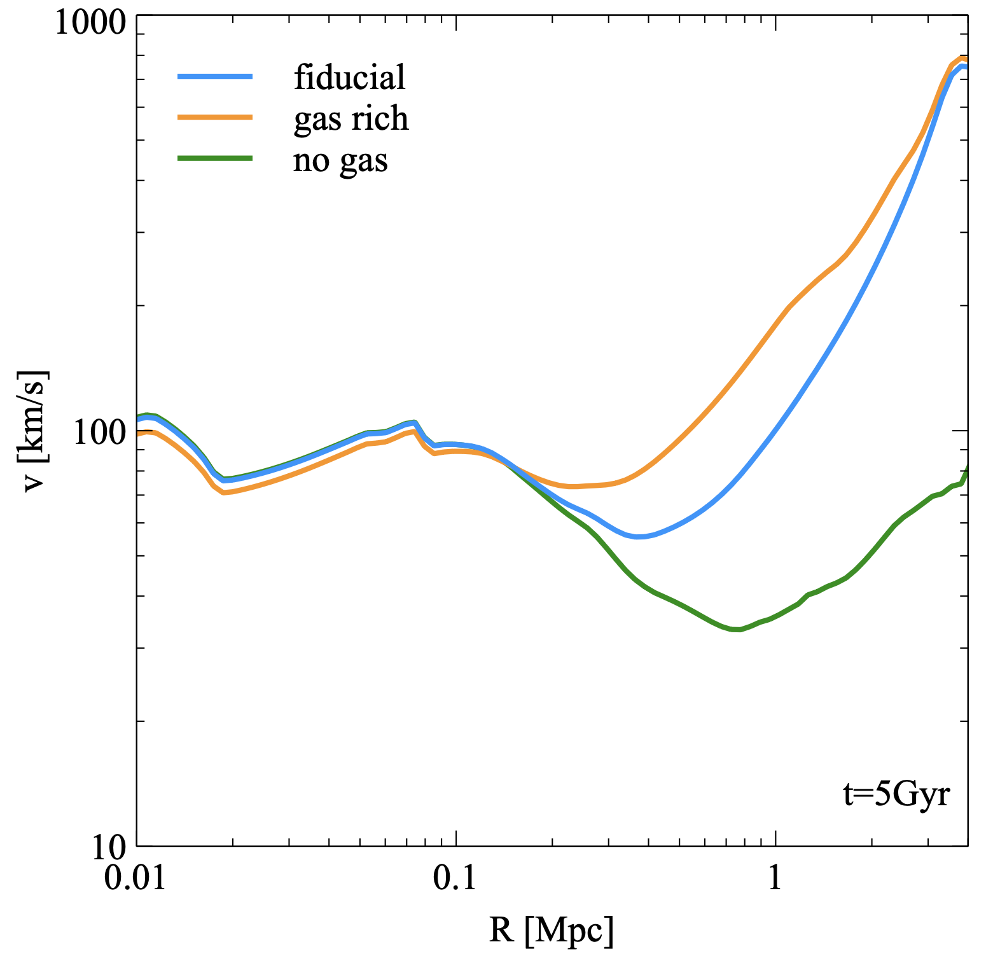 1000
fiducial
gas rich
no gas
100
v [km/s]
t=5Gyr
10
0.01
0.1
1
R [Mpc]